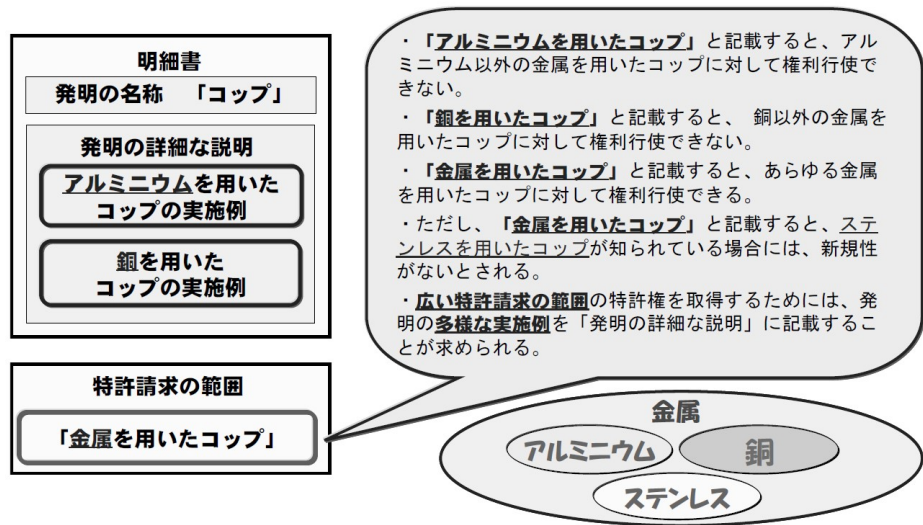 明細書
発明の名称　「コップ」
発明の詳細な説明
アルミニウムを用いた
コップの実施例
銅を用いた
コップの実施例
特許請求の範囲
「金属を用いたコップ」
・「アルミニウムを用いたコップ」と記載すると、アル
ミニウム以外の金属を用いたコップに対して権利行使で
きない。
・「銅を用いたコップ」と記載すると、 銅以外の金属を
用いたコップに対して権利行使できない。
・「金属を用いたコップ」と記載すると、あらゆる金属
を用いたコップに対して権利行使できる。
・ただし、「金属を用いたコップ」と記載すると、ステ
ンレスを用いたコップが知られている場合には、新規性
がないとされる。
・広い特許請求の範囲の特許権を取得するためには、発
明の多様な実施例を「発明の詳細な説明」に記載するこ
とが求められる。
金属
アルミニウム
銅
ステンレス